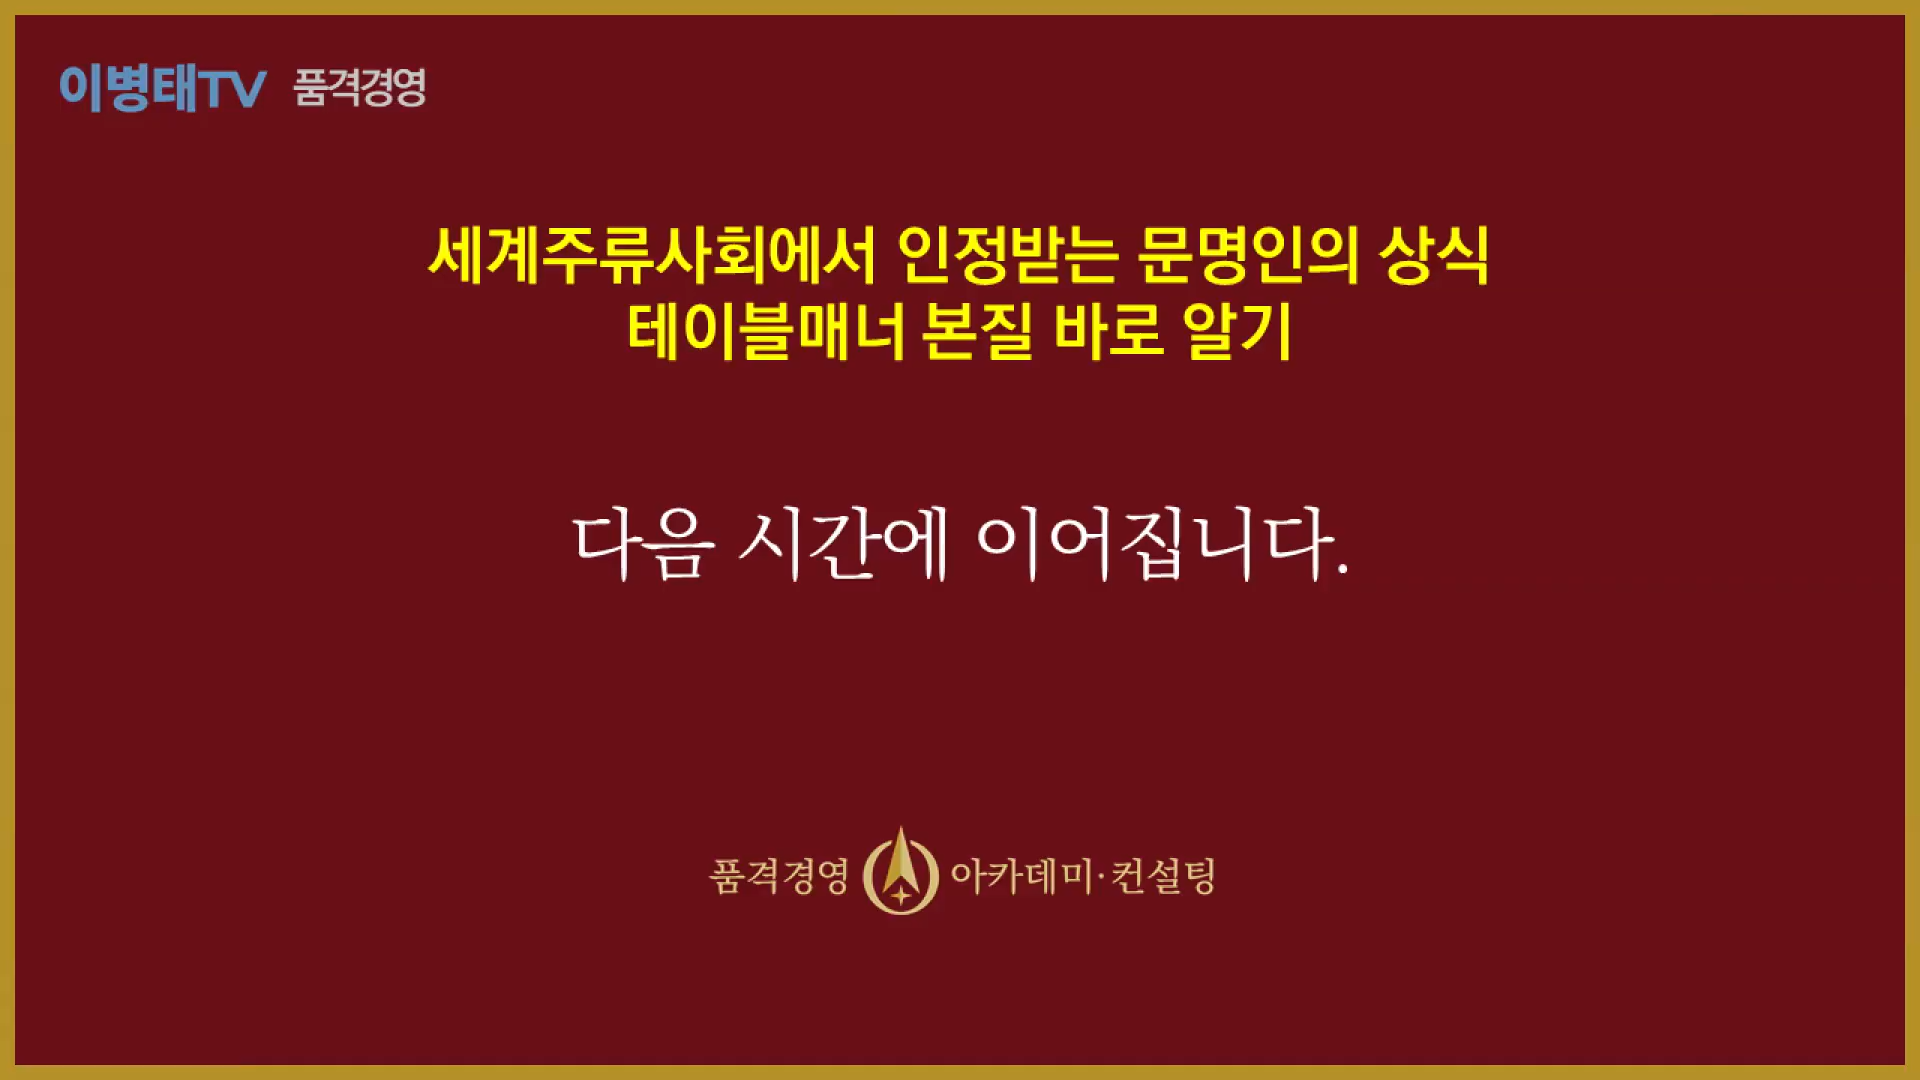 이병태TV 품격경영
세계주류사회에서 인정받는 문명인의 상식
테이블매너 본질 바로 알기
다음 시간에 이어집니다.
품격경영 아카데미·컨설팅